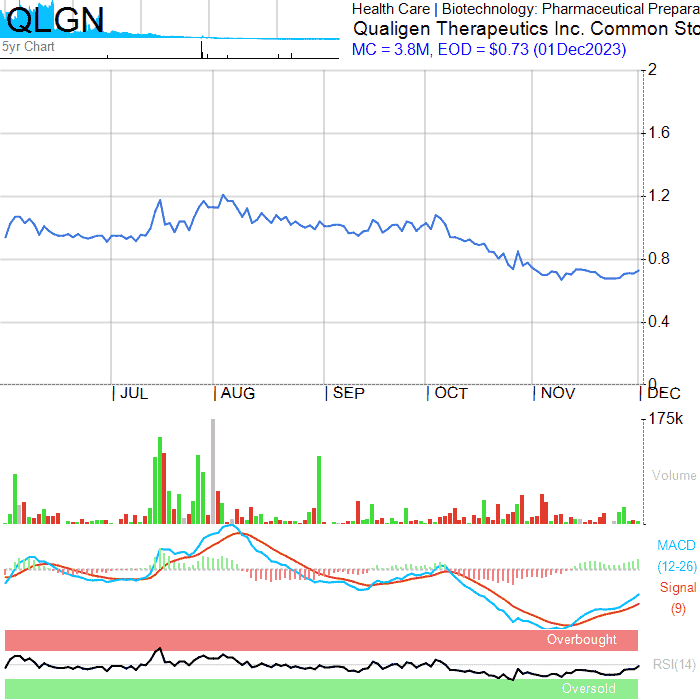 QLGN
5yr Chart
Health Care | Biotechnology: Pharmaceutical Prepara
Qualigen Therapeutics Inc. Common Sto
MC = 3.8M, EOD = $0.73 (01Dec2023)
2
1.6
1.2
0.8
0.4
0
JUL AUG SEP OCT NOV DEC
175k
Volume
MACD
(12-26)
Signal
(9)
Overbought
RSI(14)
Oversold